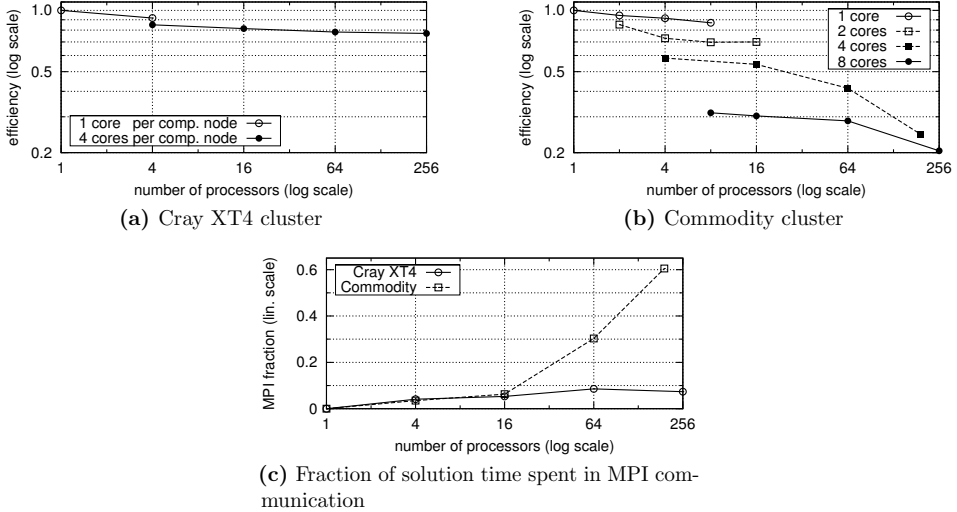 1.0
0.5
0.2
efficiency (log scale)
1 core per comp. node
4 cores per comp. node
1 4 16 64 256
number of processors (log scale)
(a) Cray XT4 cluster
1.0
0.5
0.2
efficiency (log scale)
1 core
2 cores
4 cores
8 cores
1 4 16 64 256
number of processors (log scale)
(b) Commodity cluster
0.6
0.4
0.2
0
MPI fraction (lin. scale)
Cray XT4
Commodity
1 4 16 64 256
number of processors (log scale)
(c) Fraction of solution time spent in MPI com-
munication